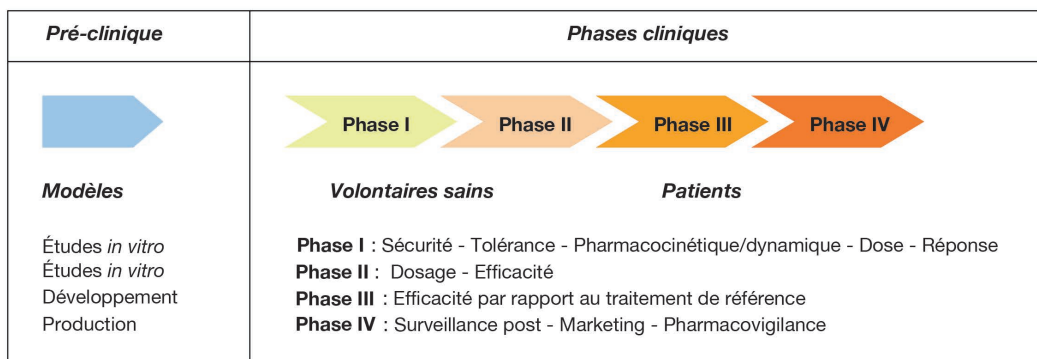 Pré-clinique
Phases cliniques
Phase I
Phase II
Phase III
Phase IV
Modèles
Volontaires sains
Patients
Études in vitro
Études in vitro
Développement
Production
Phase I : Sécurité - Tolérance - Pharmacocinétique/dynamique - Dose - Réponse
Phase II : Dosage - Efficacité
Phase III : Efficacité par rapport au traitement de référence
Phase IV : Surveillance post - Marketing - Pharmacovigilance